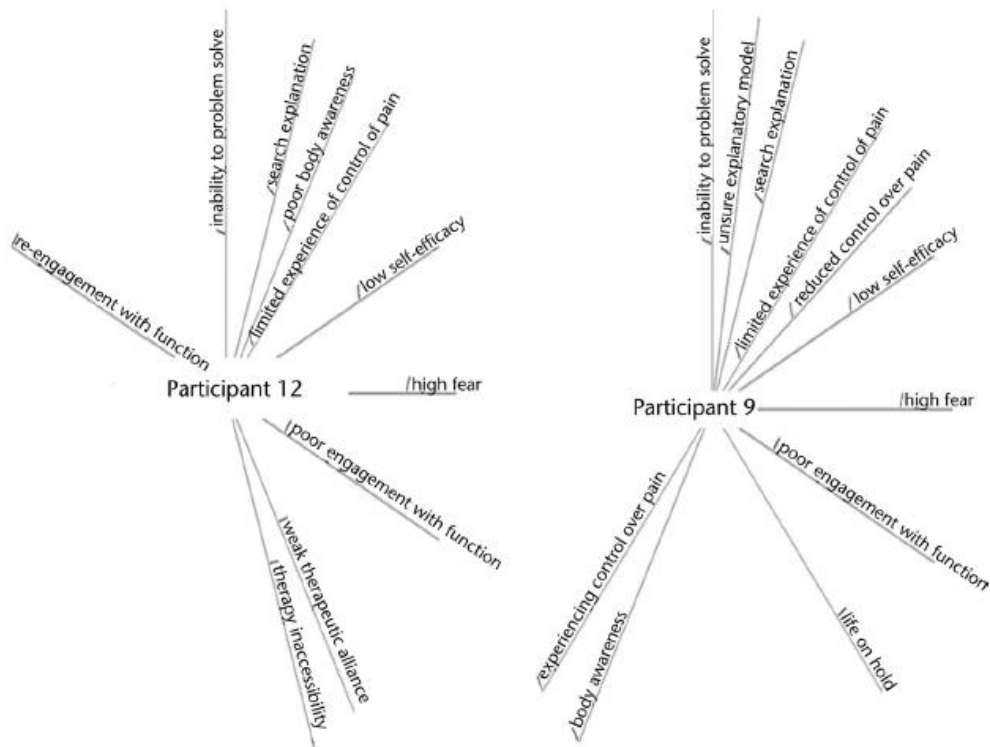 inability to problem solve
search explanation
poor body awareness
limited experience of control of pain
low self-efficacy
re-engagement with function
Participant 12
high fear
poor engagement with function
weak therapeutic alliance
therapy inaccessibility
inability to problem solve
unsure explanatory model
search explanation
limited experience of control of pain
reduced control over pain
low self-efficacy
Participant 9
high fear
poor engagement with function
life on hold
experiencing control over pain
body awareness